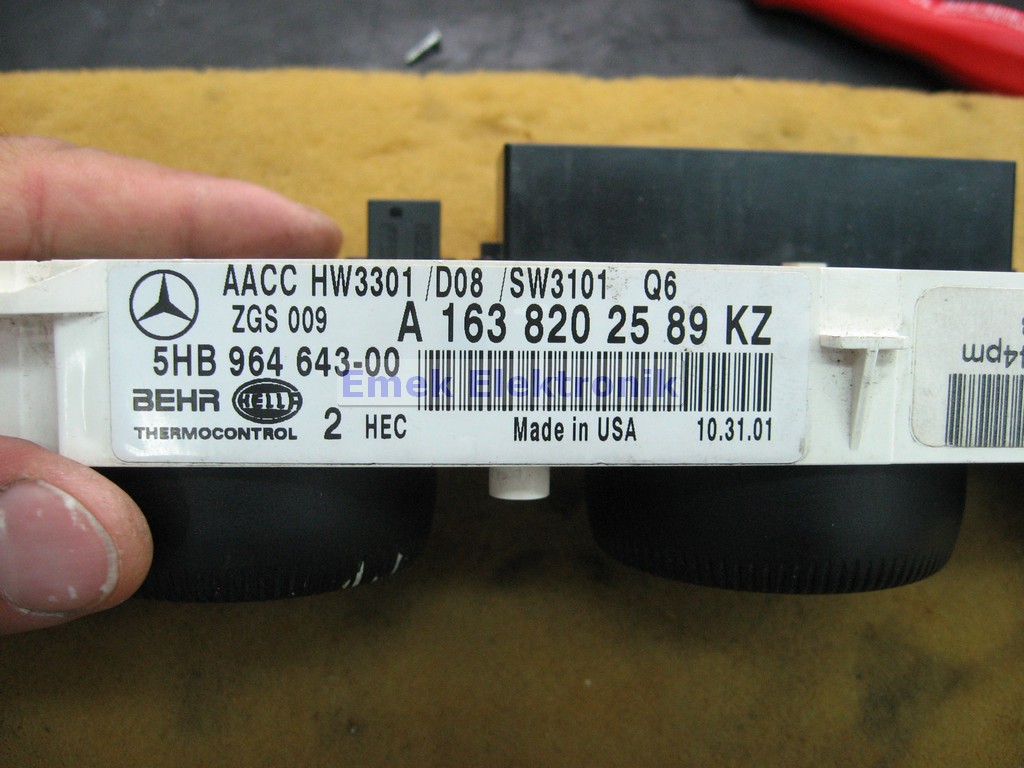 AACC HW3301 /D08 /SW3101 Q6
ZGS 009 A 163 820 25 89 KZ
5HB 964 643-00
Emek Elektronik
BEHR HELLA
THERMOCONTROL 2 HEC Made in USA 10.31.01
44pm